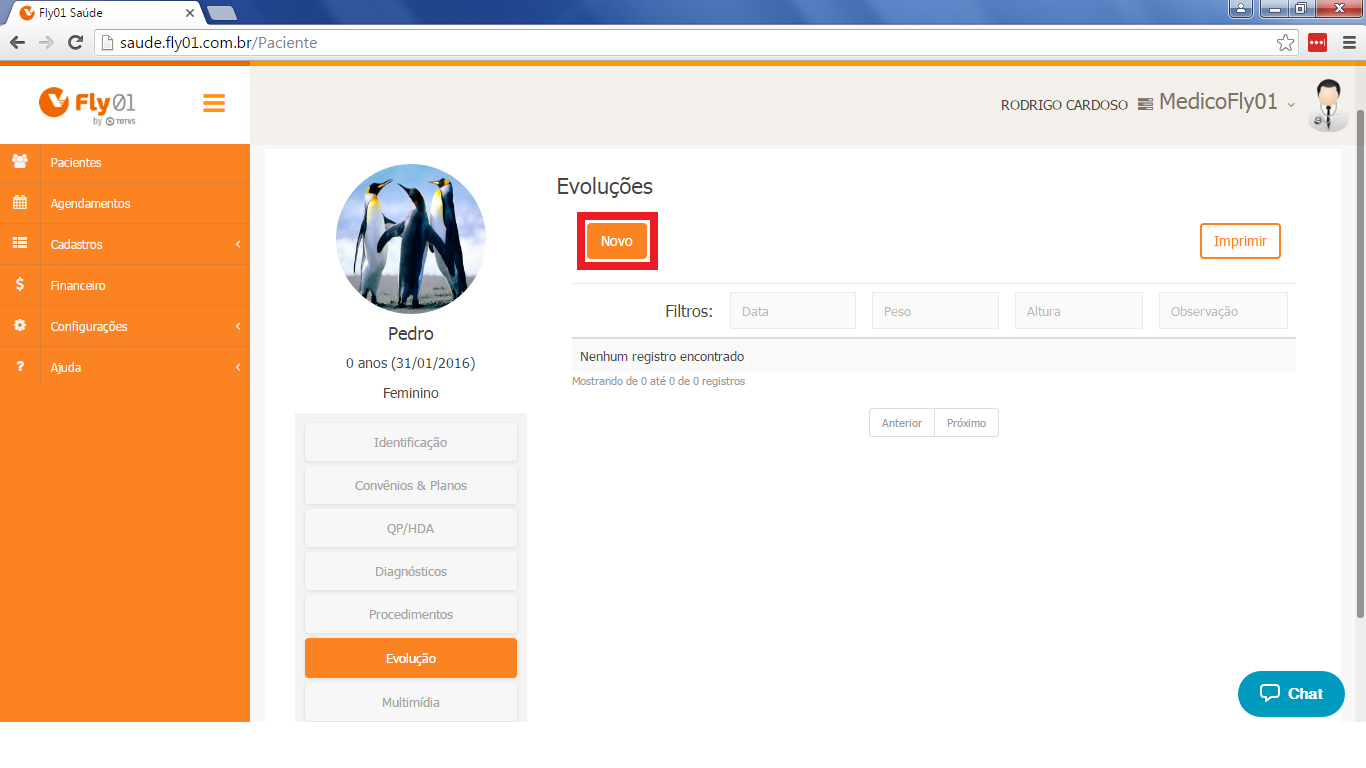 Fly01 Saúde
saude.fly01.com.br/Paciente
Fly01
by TOTVS
RODRIGO CARDOSO MedicoFly01
Pacientes
Agendamentos
Cadastros
Financeiro
Configurações
Ajuda
Pedro
0 anos (31/01/2016)
Feminino
Identificação
Convênios & Planos
QP/HDA
Diagnósticos
Procedimentos
Evolução
Multimídia
Evoluções
Novo
Imprimir
Filtros: Data Peso Altura Observação
Nenhum registro encontrado
Mostrando de 0 até 0 de 0 registros
Anterior Próximo
Chat